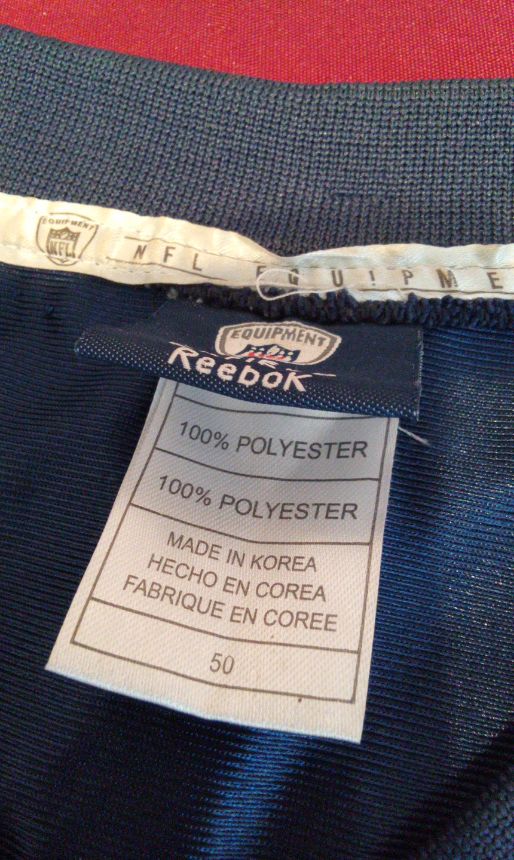 EQUIPMENT
NFL
NFL EQUIPME
EQUIPMENT
Reebok
100% POLYESTER
100% POLYESTER
MADE IN KOREA
HECHO EN COREA
FABRIQUE EN COREE
50